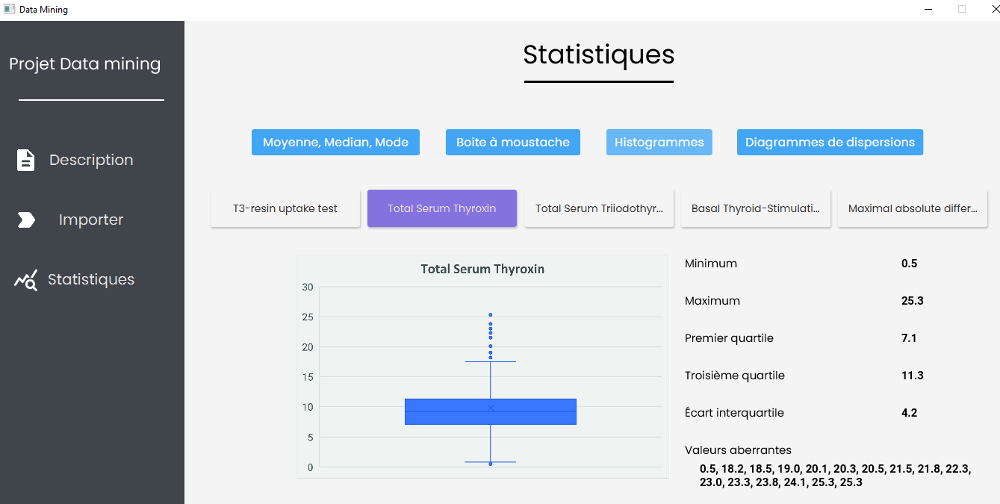 Data Mining
Projet Data mining
Description
Importer
Statistiques
Statistiques
Moyenne, Median, Mode
Boite à moustache
Histogrammes
Diagrammes de dispersions
T3-resin uptake test
Total Serum Thyroxin
Total Serum Triiodothyr...
Basal Thyroid-Stimulati...
Maximal absolute differ...
Total Serum Thyroxin
30
25
20
15
10
5
0
Minimum 0.5
Maximum 25.3
Premier quartile 7.1
Troisième quartile 11.3
Écart interquartile 4.2
Valeurs aberrantes
0.5, 18.2, 18.5, 19.0, 20.1, 20.3, 20.5, 21.5, 21.8, 22.3,
23.0, 23.3, 23.8, 24.1, 25.3, 25.3